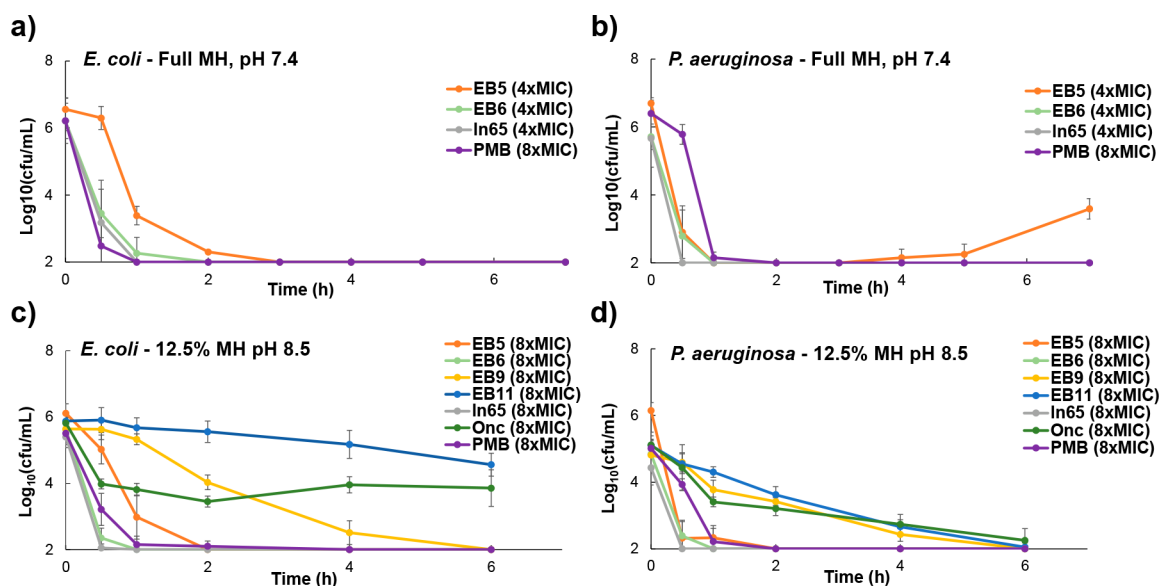 a)
E. coli - Full MH, pH 7.4
8
6
4
2
0
2
4
6
Log10(cfu/mL)
Time (h)
EB5 (4xMIC)
EB6 (4xMIC)
In65 (4xMIC)
PMB (8xMIC)
b)
P. aeruginosa - Full MH, pH 7.4
8
6
4
2
0
2
4
6
Log10(cfu/mL)
Time (h)
EB5 (4xMIC)
EB6 (4xMIC)
In65 (4xMIC)
PMB (8xMIC)
c)
E. coli - 12.5% MH pH 8.5
8
6
4
2
0
2
4
6
Log10(cfu/mL)
Time (h)
EB5 (8xMIC)
EB6 (8xMIC)
EB9 (8xMIC)
EB11 (8xMIC)
In65 (8xMIC)
Onc (8xMIC)
PMB (8xMIC)
d)
P. aeruginosa - 12.5% MH pH 8.5
8
6
4
2
0
2
4
6
Log10(cfu/mL)
Time (h)
EB5 (8xMIC)
EB6 (8xMIC)
EB9 (8xMIC)
EB11 (8xMIC)
In65 (8xMIC)
Onc (8xMIC)
PMB (8xMIC)